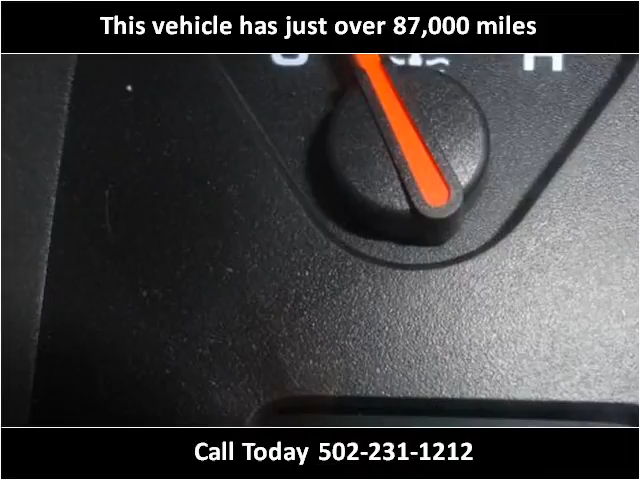 This vehicle has just over 87,000 miles
C H
Call Today 502-231-1212